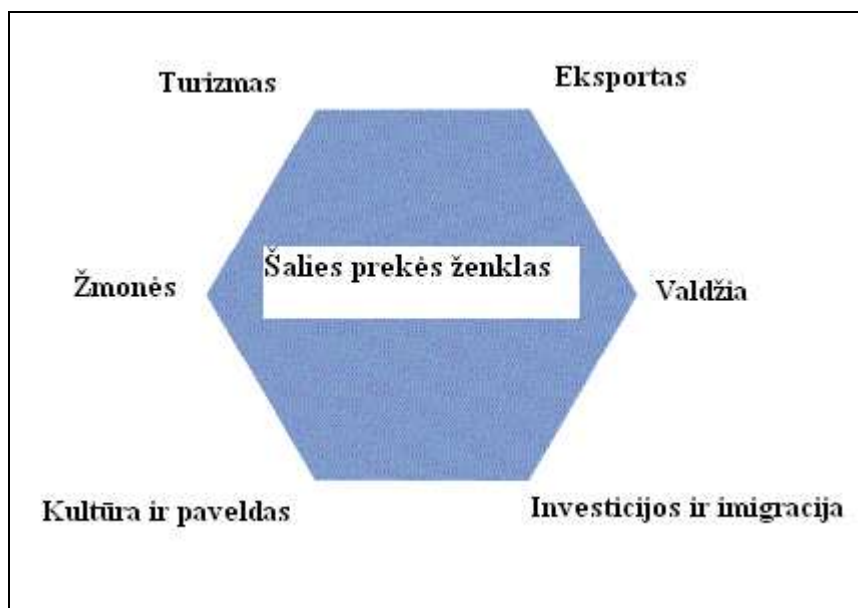 Turizmas
Eksportas
Šalies prekės ženklas
Žmonės
Valdžia
Kultūra ir paveldas
Investicijos ir imigracija